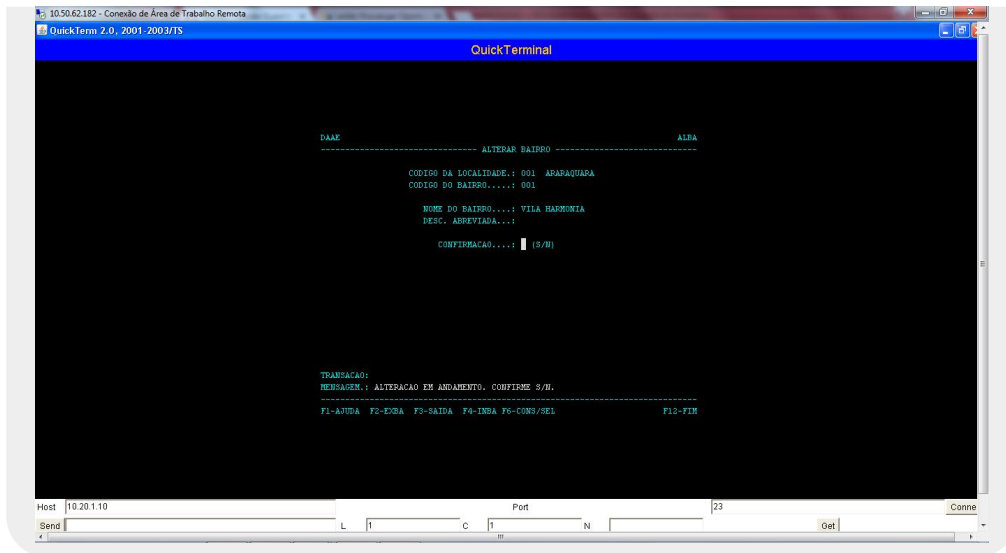 10.50.62.182 - Conexão de Área de Trabalho Remota
QuickTerm 2.0, 2001-2003/TS
QuickTerminal
DAAE ALBA
------------------------------- ALTERAR BAIRRO -----------------------------
CODIGO DA LOCALIDADE.: 001 ARARAQUARA
CODIGO DO BAIRRO.....: 001
NOME DO BAIRRO....: VILA HARMONIA
DESC. ABREVIADA...:
CONFIRMACAO....: (S/N)
TRANSACAO:
MENSAGEM.: ALTERACAO EM ANDAMENTO. CONFIRME S/N.
F1-AJUDA F2-EXBA F3-SAIDA F4-INBA F6-CONS/SEL F12-FIM
Host 10.20.1.10 Port 23 Conne
Send L 1 C 1 N Get